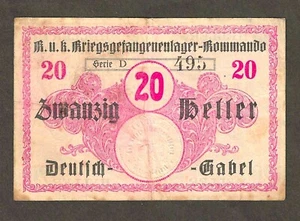 K. u. k. Kriegsgefangenenlager-Kommando
Serie D 495
20 20 20
Zwanzig Heller
Deutsch- -Gabel